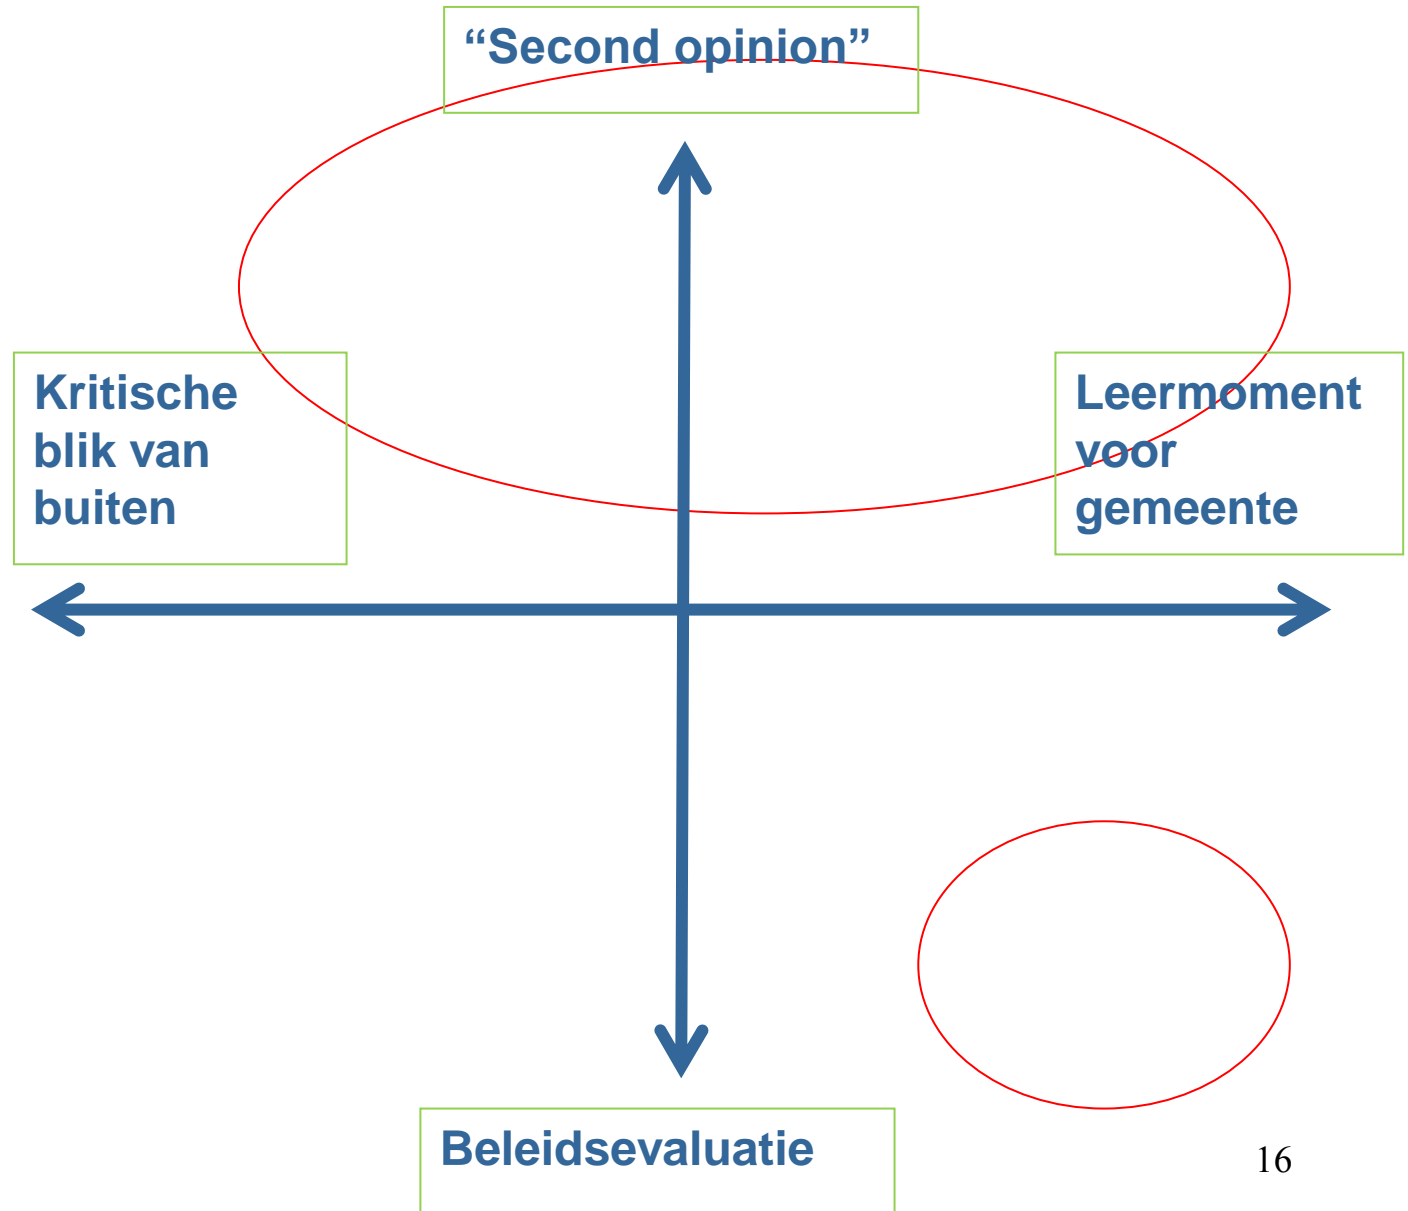 “Second opinion”
Kritische
blik van
buiten
Leermoment
voor
gemeente
Beleidsevaluatie
16